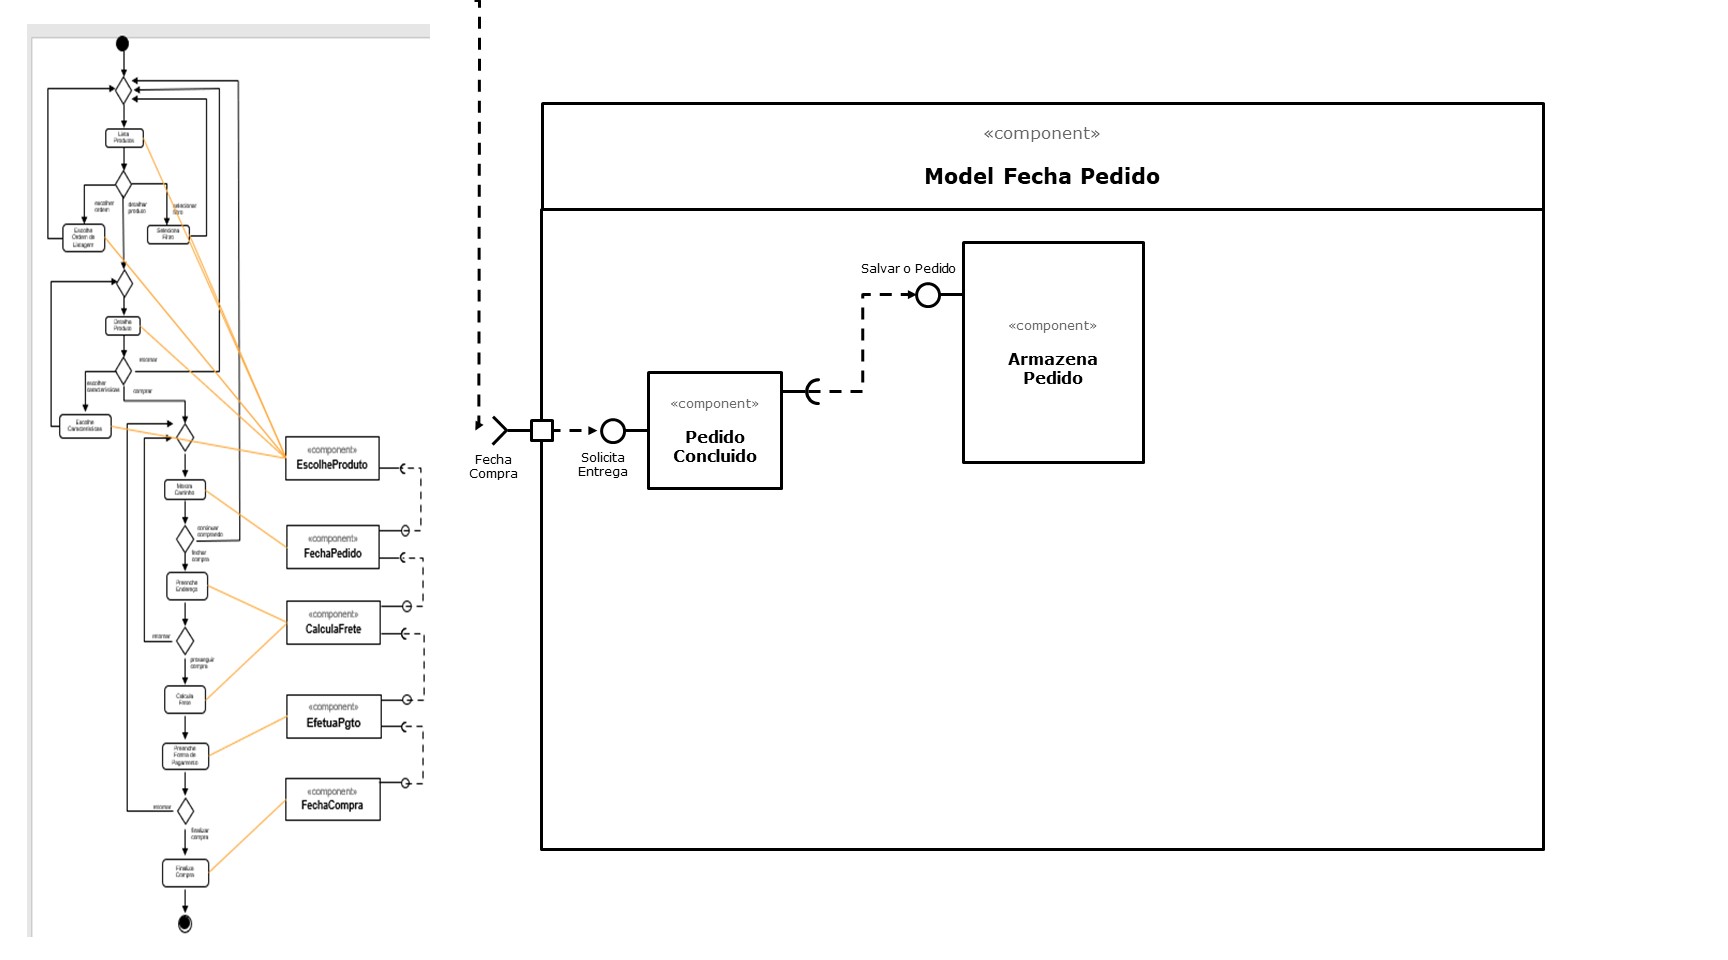 Lista
Produtos
escolher
ordem
detalhar
produto
selecionar
filtro
Escolhe
Ordem de
Listagem
Seleciona
Filtro
Detalha
Produto
retornar
escolher
características
comprar
Escolhe
Características
Mostra
Carrinho
continuar
comprando
fechar
compra
Preenche
Endereço
retornar
prosseguir
compra
Calcula
Frete
Preenche
Forma de
Pagamento
retornar
finalizar
compra
Finaliza
Compra
«component»
EscolheProduto
«component»
FechaPedido
«component»
CalculaFrete
«component»
EfetuaPgto
«component»
FechaCompra
«component»
Model Fecha Pedido
Fecha
Compra
Solicita
Entrega
«component»
Pedido
Concluido
Salvar o Pedido
«component»
Armazena
Pedido